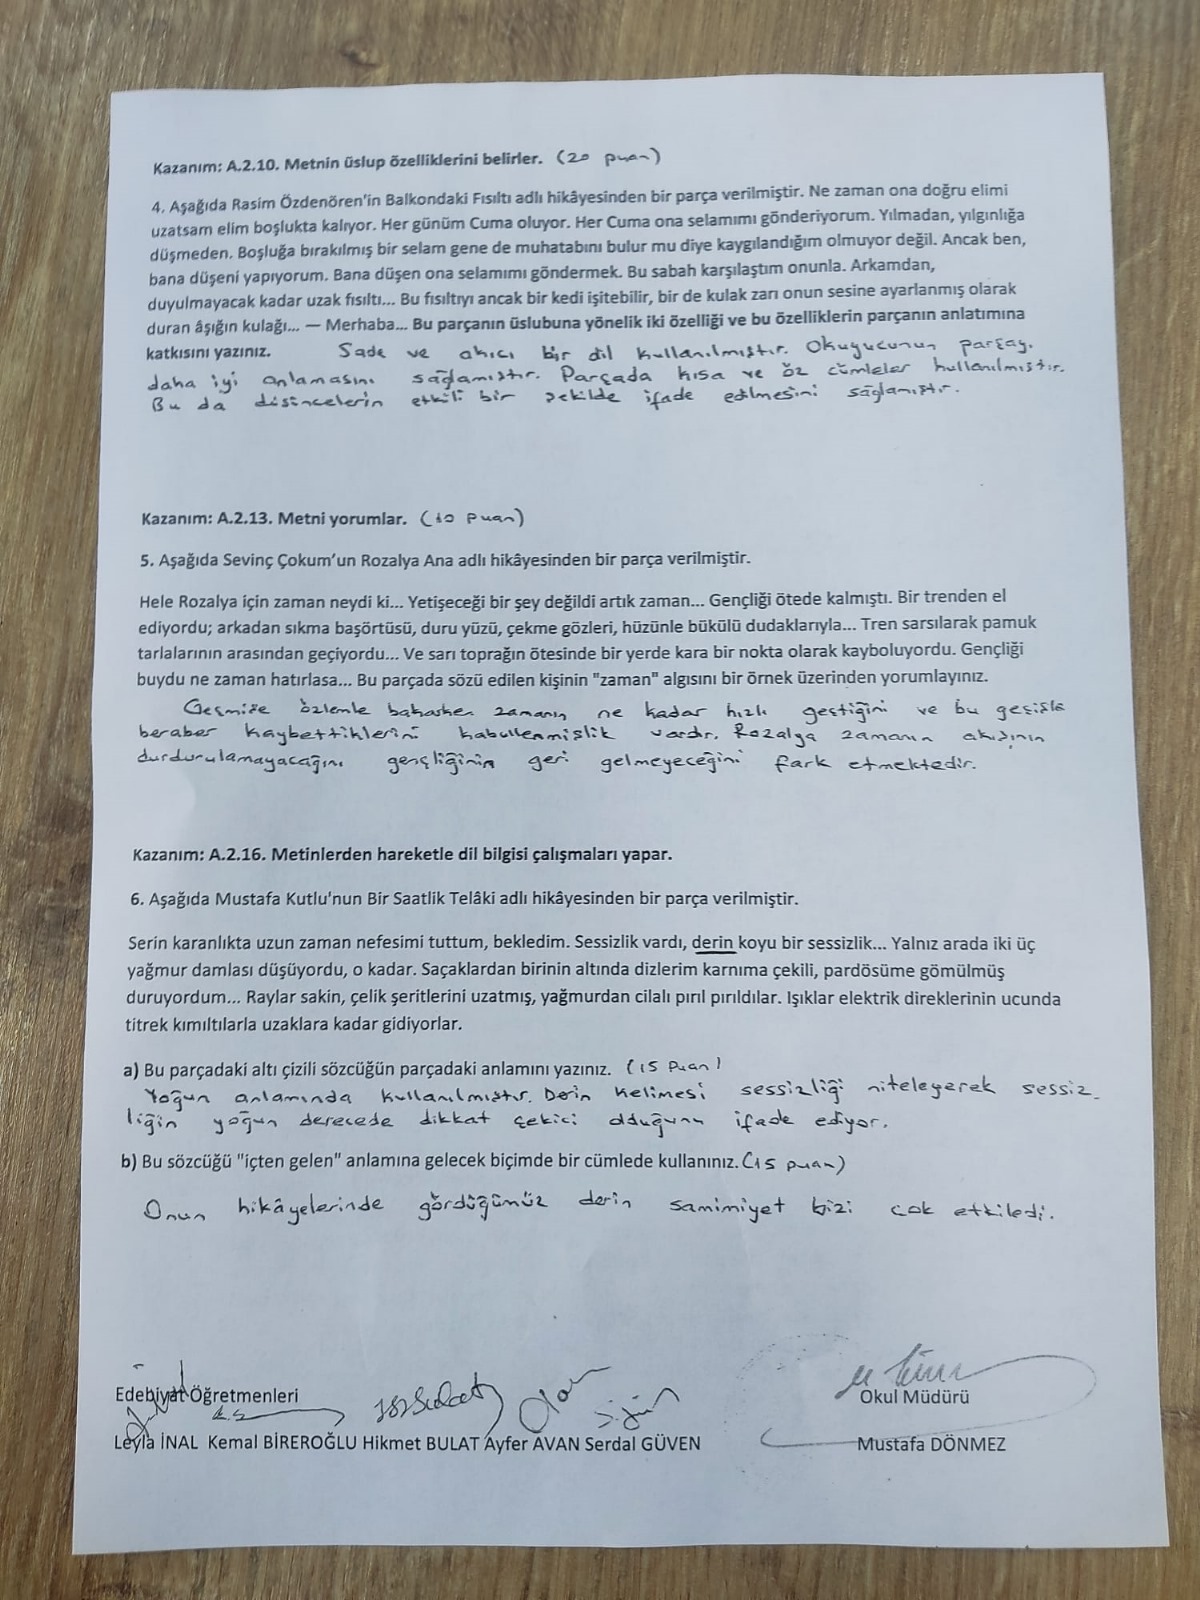 Kazanım: A.2.10. Metnin üslup özelliklerini belirler. (20 puan)
4. Aşağıda Rasim Özdenören'in Balkondaki Fısıltı adlı hikâyesinden bir parça verilmiştir. Ne zaman ona doğru elimi
uzatsam elim boşlukta kalıyor. Her günüm Cuma oluyor. Her Cuma ona selamımı gönderiyorum. Yılmadan, yılgınlığa
düşmeden. Boşluğa bırakılmış bir selam gene de muhatabını bulur mu diye kaygılandığım olmuyor değil. Ancak ben,
bana düşeni yapıyorum. Bana düşen ona selamımı göndermek. Bu sabah karşılaştım onunla. Arkamdan,
duyulmayacak kadar uzak fısıltı... Bu fısıltıyı ancak bir kedi işitebilir, bir de kulak zarı onun sesine ayarlanmış olarak
duran âşığın kulağı... — Merhaba... Bu parçanın üslubuna yönelik iki özelliği ve bu özelliklerin parçanın anlatımına
katkısını yazınız. Sade ve akıcı bir dil kullanılmıştır. Okuyucunun parçayı
daha iyi anlamasını sağlamıştır. Parçada kısa ve öz cümleler kullanılmıştır.
Bu da düsincelerin etkili bir şekilde ifade edilmesini sağlamıştır.
Kazanım: A.2.13. Metni yorumlar. (10 puan)
5. Aşağıda Sevinç Çokum'un Rozalya Ana adlı hikâyesinden bir parça verilmiştir.
Hele Rozalya için zaman neydi ki... Yetişeceği bir şey değildi artık zaman... Gençliği ötede kalmıştı. Bir trenden el
ediyordu; arkadan sıkma başörtüsü, duru yüzü, çekme gözleri, hüzünle bükülü dudaklarıyla... Tren sarsılarak pamuk
tarlalarının arasından geçiyordu... Ve sarı toprağın ötesinde bir yerde kara bir nokta olarak kayboluyordu. Gençliği
buydu ne zaman hatırlasa... Bu parçada sözü edilen kişinin "zaman" algısını bir örnek üzerinden yorumlayınız.
Geçmişe özlemle bakarken zamanın ne kadar hızlı geçtiğini ve bu geçişle
beraber kaybettiklerini kabullenmişlik vardır. Rozalya zamanın akışının
durdurulamayacağını gençliğinin geri gelmeyeceğini fark etmektedir.
Kazanım: A.2.16. Metinlerden hareketle dil bilgisi çalışmaları yapar.
6. Aşağıda Mustafa Kutlu'nun Bir Saatlik Telâki adlı hikâyesinden bir parça verilmiştir.
Serin karanlıkta uzun zaman nefesimi tuttum, bekledim. Sessizlik vardı, derin koyu bir sessizlik... Yalnız arada iki üç
yağmur damlası düşüyordu, o kadar. Saçaklardan birinin altında dizlerim karnıma çekili, pardösüme gömülmüş
duruyordum... Raylar sakin, çelik şeritlerini uzatmış, yağmurdan cilalı pırıl pırıldılar. Işıklar elektrik direklerinin ucunda
titrek kımıltılarla uzaklara kadar gidiyorlar.
a) Bu parçadaki altı çizili sözcüğün parçadaki anlamını yazınız. (15 puan)
Yoğun anlamında kullanılmıştır. Derin kelimesi sessizliği niteleyerek sessiz_
liğin yoğun derecede dikkat çekici olduğunu ifade ediyor.
b) Bu sözcüğü "içten gelen" anlamına gelecek biçimde bir cümlede kullanınız. (15 puan)
Onun hikâyelerinde gördüğümüz derin samimiyet bizi çok etkiledi.
Edebiyat Öğretmenleri
Okul Müdürü
Leyla İNAL Kemal BİREROĞLU Hikmet BULAT Ayfer AVAN Serdal GÜVEN
Mustafa DÖNMEZ